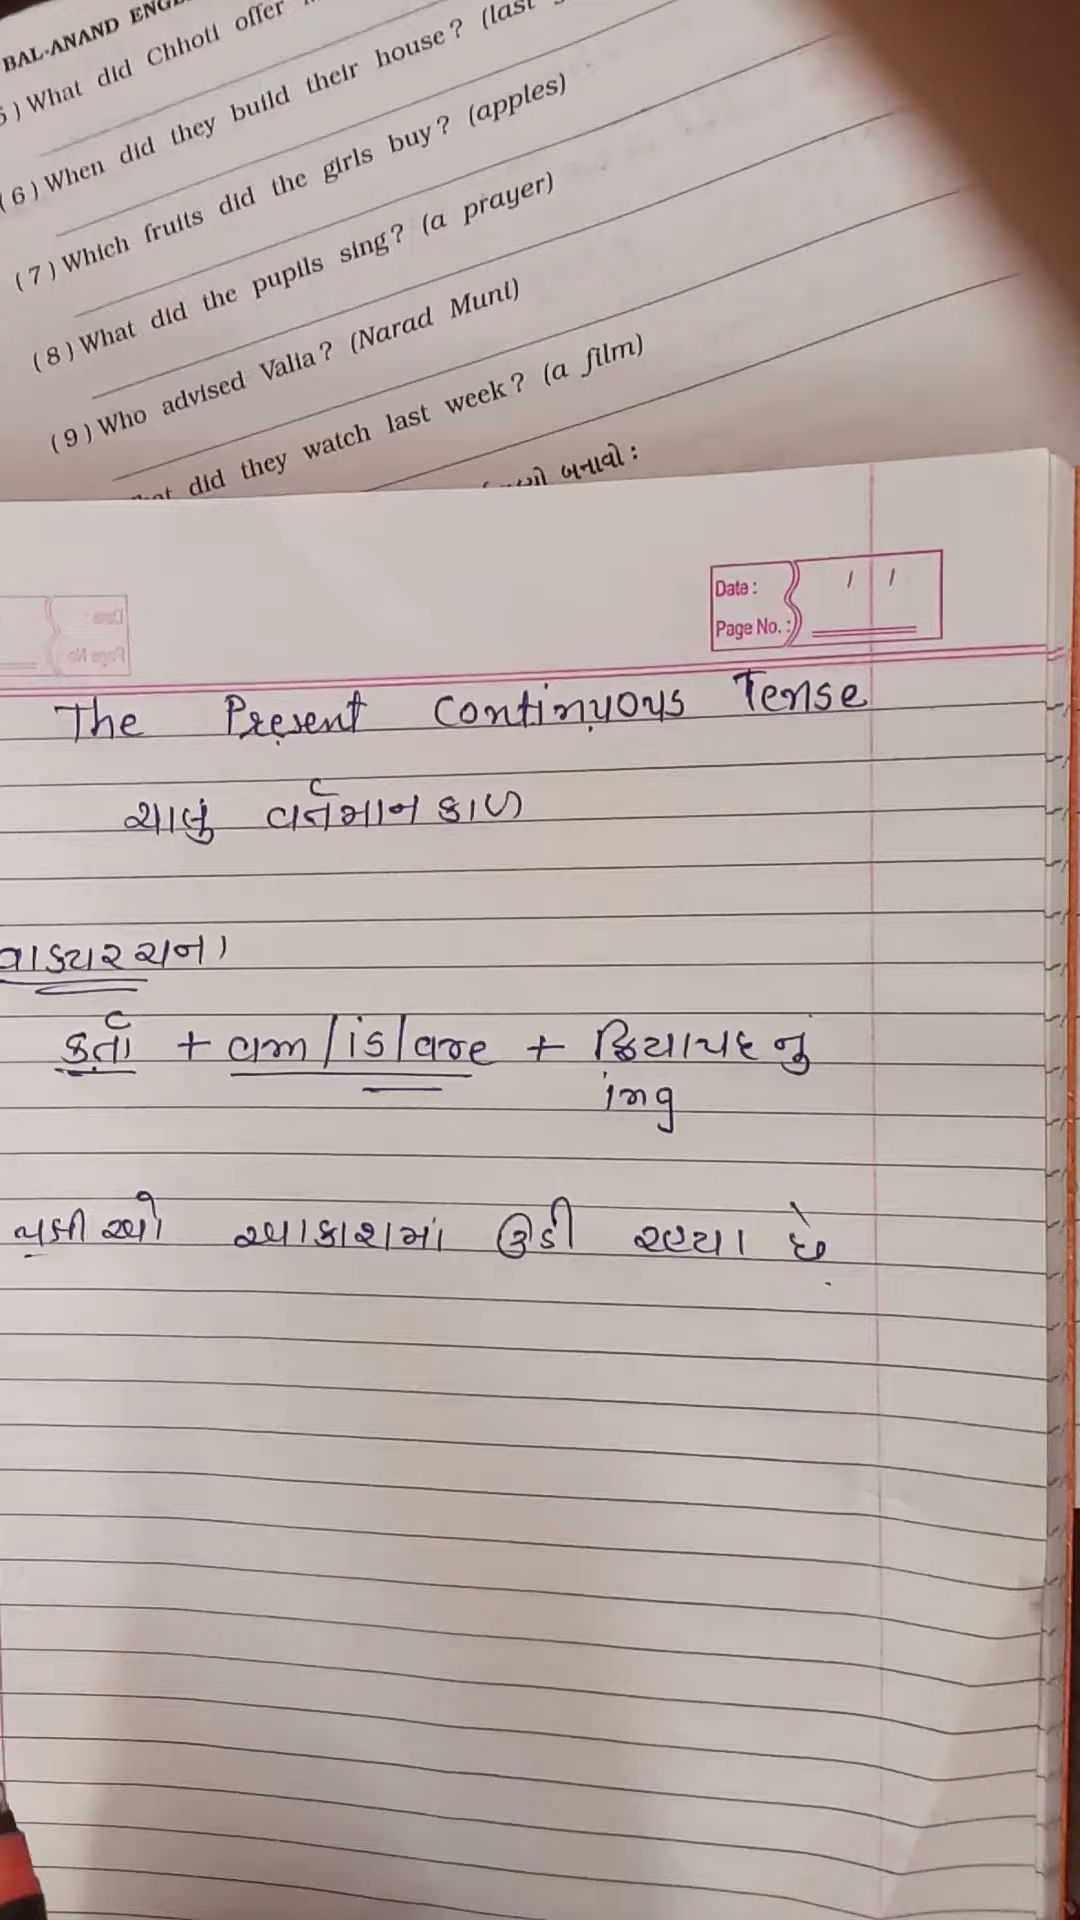 BAL-ANAND
) What did Chhoti offer
(6) When did they build their house? (last
(7) Which fruits did the girls buy? (apples)
(8) What did the pupils sing? (a prayer)
(9) Who advised Valia? (Narad Muni)
did they watch last week? (a film)
બનાવો :
Date : / /
Page No. :
The Present Continuous Tense
ચાલું વર્તમાન કાળ
વાક્યરચના
કર્તા + am / is / are + ક્રિયાપદ નું
ing
પક્ષીઓ આકાશમાં ઊડી રહ્યા છે.